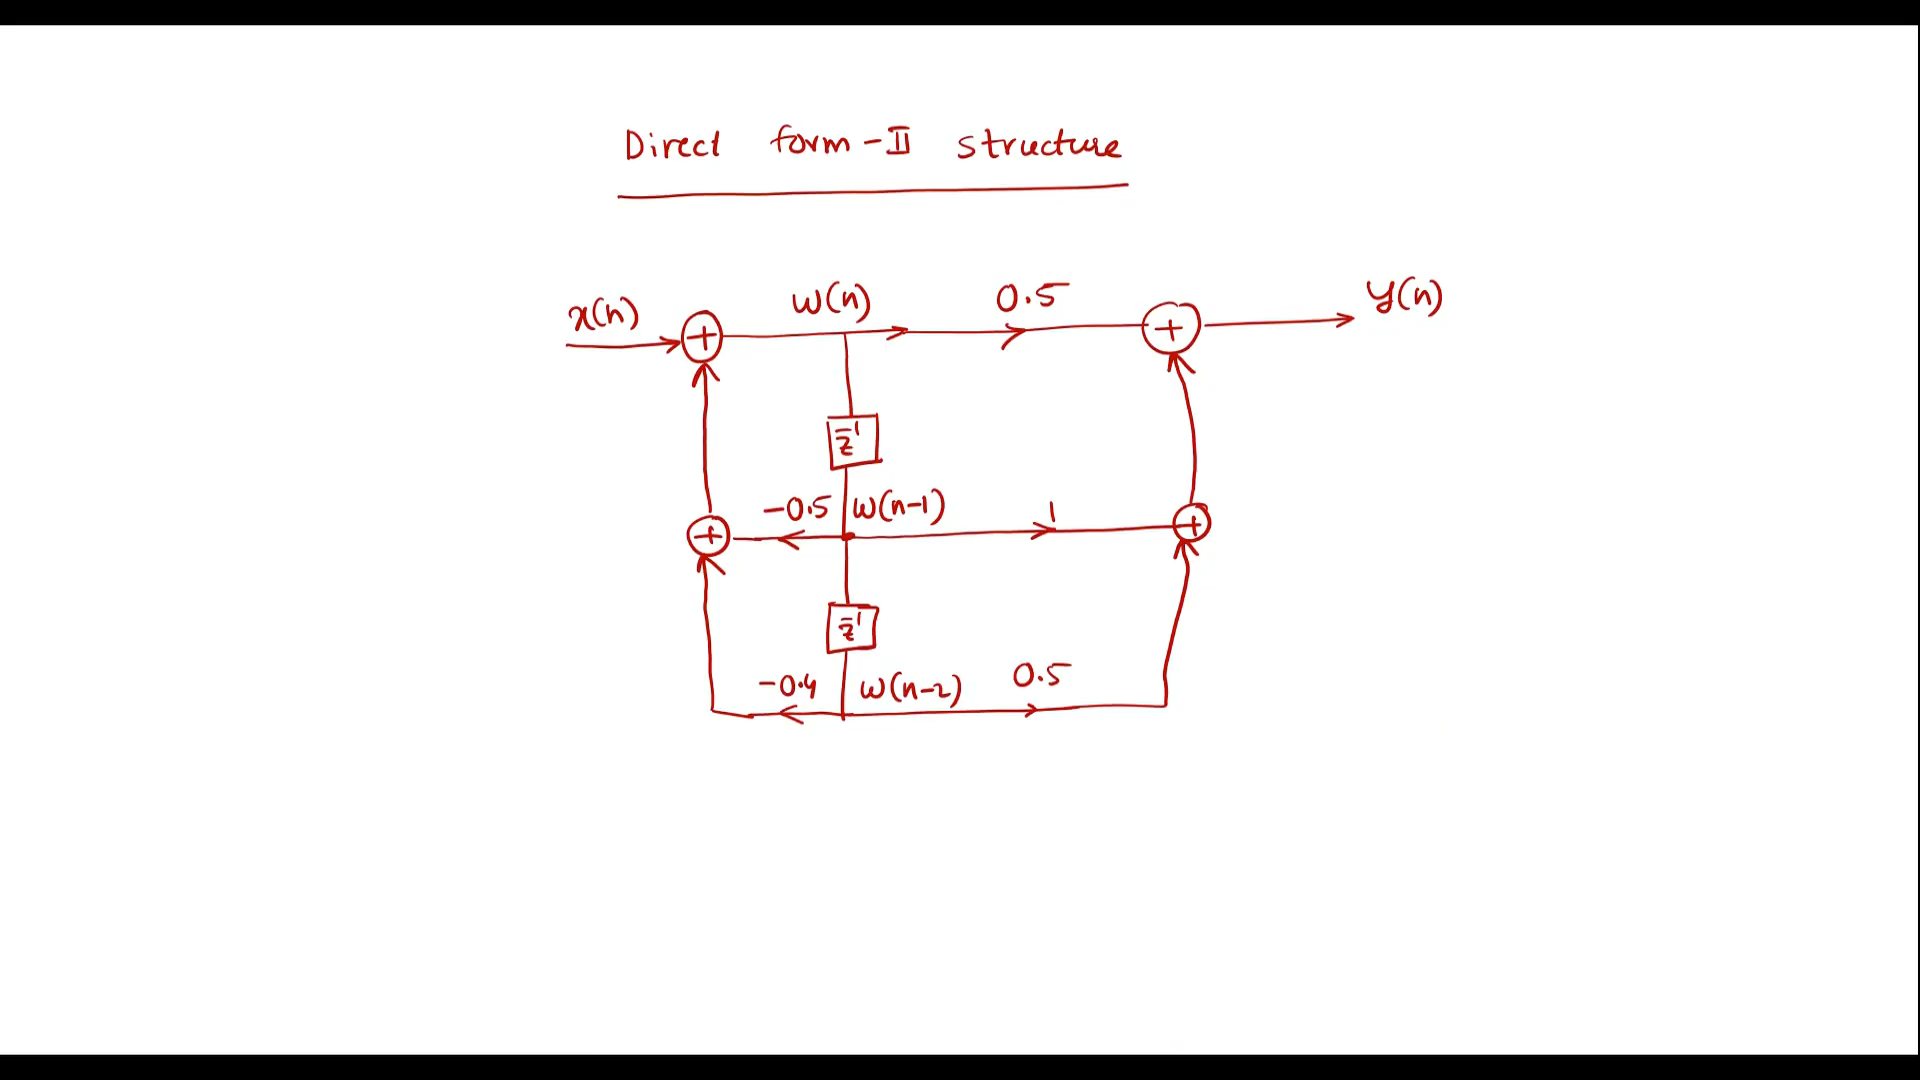 Direct form-II structure
x(n) + w(n) 0.5 + y(n)
z⁻¹
-0.5 w(n-1) 1
+ +
z⁻¹
-0.4 w(n-2) 0.5